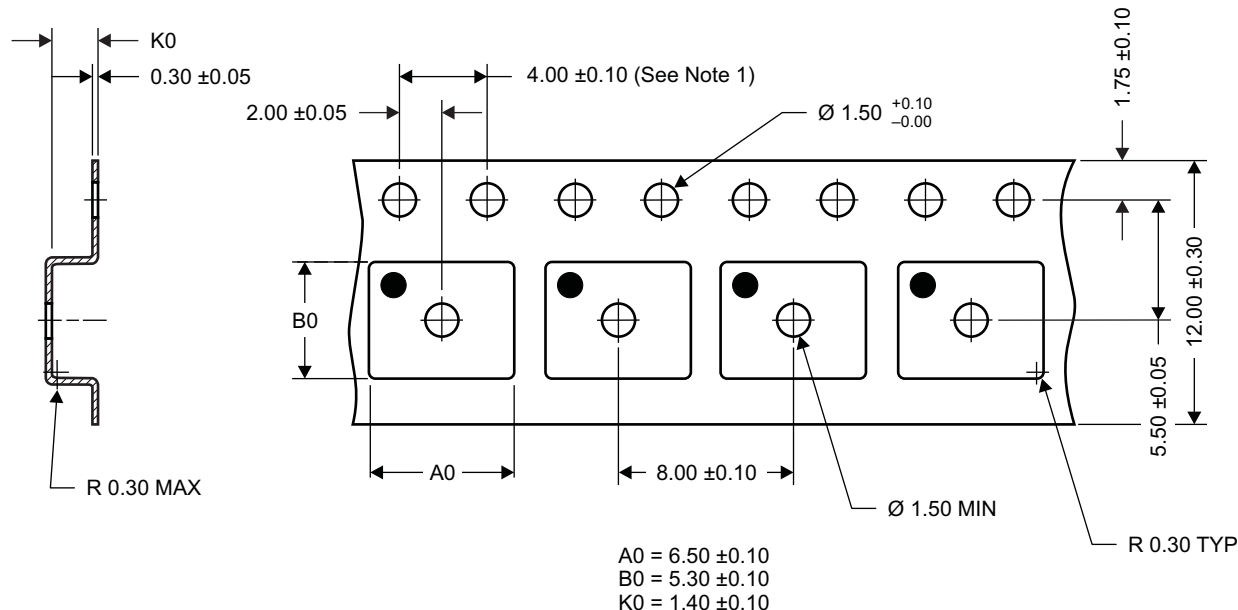 K0
0.30 ±0.05
4.00 ±0.10 (See Note 1)
2.00 ±0.05
Ø 1.50 +0.10 –0.00
1.75 ±0.10
12.00 ±0.30
5.50 ±0.05
B0
A0
8.00 ±0.10
R 0.30 MAX
Ø 1.50 MIN
R 0.30 TYP
A0 = 6.50 ±0.10
B0 = 5.30 ±0.10
K0 = 1.40 ±0.10